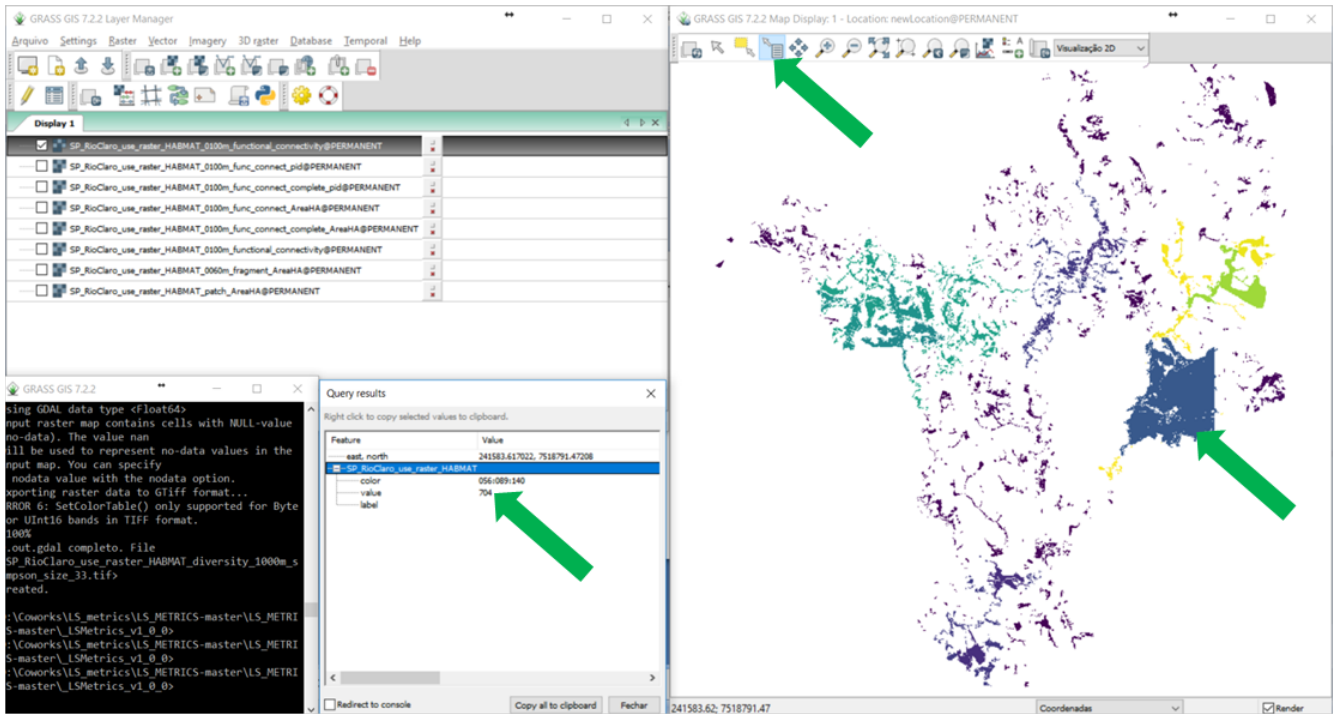 GRASS GIS 7.2.2 Layer Manager
Arquivo Settings Raster Vector Imagery 3D raster Database Temporal Help
Display 1
SP_RioClaro_use_raster_HABMAT_0100m_functional_connectivity@PERMANENT
SP_RioClaro_use_raster_HABMAT_0100m_func_connect_pid@PERMANENT
SP_RioClaro_use_raster_HABMAT_0100m_func_connect_complete_pid@PERMANENT
SP_RioClaro_use_raster_HABMAT_0100m_func_connect_AreaHA@PERMANENT
SP_RioClaro_use_raster_HABMAT_0100m_func_connect_complete_AreaHA@PERMANENT
SP_RioClaro_use_raster_HABMAT_0100m_functional_connectivity@PERMANENT
SP_RioClaro_use_raster_HABMAT_0060m_fragment_AreaHA@PERMANENT
SP_RioClaro_use_raster_HABMAT_patch_AreaHA@PERMANENT
GRASS GIS 7.2.2
sing GDAL data type <Float64>
nput raster map contains cells with NULL-value
no-data). The value nan
ill be used to represent no-data values in the
nput map. You can specify
nodata value with the nodata option.
xporting raster data to GTiff format...
RROR 6: SetColorTable() only supported for Byte
or UInt16 bands in TIFF format.
100%
.out.gdal completo. File
SP_RioClaro_use_raster_HABMAT_diversity_1000m_s
mpson_size_33.tif>
reated.
:\Coworks\LS_metrics\LS_METRICS-master\LS_METRI
S-master\_LSMetrics_v1_0_0>
:\Coworks\LS_metrics\LS_METRICS-master\LS_METRI
S-master\_LSMetrics_v1_0_0>
:\Coworks\LS_metrics\LS_METRICS-master\LS_METRI
S-master\_LSMetrics_v1_0_0>
Query results
Right click to copy selected values to clipboard.
Feature Value
east, north 241583.617022, 7518791.47208
SP_RioClaro_use_raster_HABMAT
color 056:089:140
value 704
label
Redirect to console Copy all to clipboard Fechar
GRASS GIS 7.2.2 Map Display: 1 - Location: newLocation@PERMANENT
Visualização 2D
241583.62; 7518791.47 Coordenadas Render